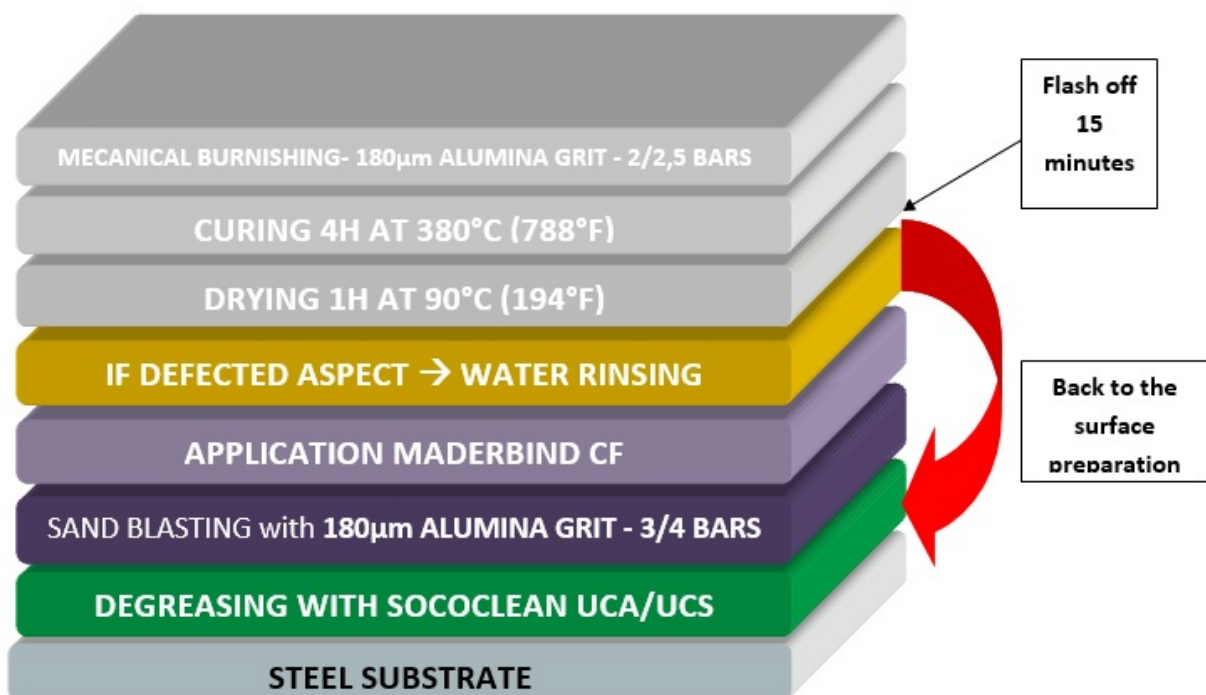 MECANICAL BURNISHING- 180µm ALUMINA GRIT - 2/2,5 BARS
CURING 4H AT 380°C (788°F)
DRYING 1H AT 90°C (194°F)
IF DEFECTED ASPECT → WATER RINSING
APPLICATION MADERBIND CF
SAND BLASTING with 180µm ALUMINA GRIT - 3/4 BARS
DEGREASING WITH SOCOCLEAN UCA/UCS
STEEL SUBSTRATE
Flash off
15
minutes
Back to the
surface
preparation